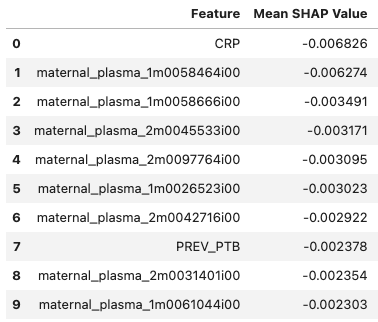 Feature Mean SHAP Value
0 CRP -0.006826
1 maternal_plasma_1m0058464i00 -0.006274
2 maternal_plasma_1m0058666i00 -0.003491
3 maternal_plasma_2m0045533i00 -0.003171
4 maternal_plasma_2m0097764i00 -0.003095
5 maternal_plasma_1m0026523i00 -0.003023
6 maternal_plasma_2m0042716i00 -0.002922
7 PREV_PTB -0.002378
8 maternal_plasma_2m0031401i00 -0.002354
9 maternal_plasma_1m0061044i00 -0.002303